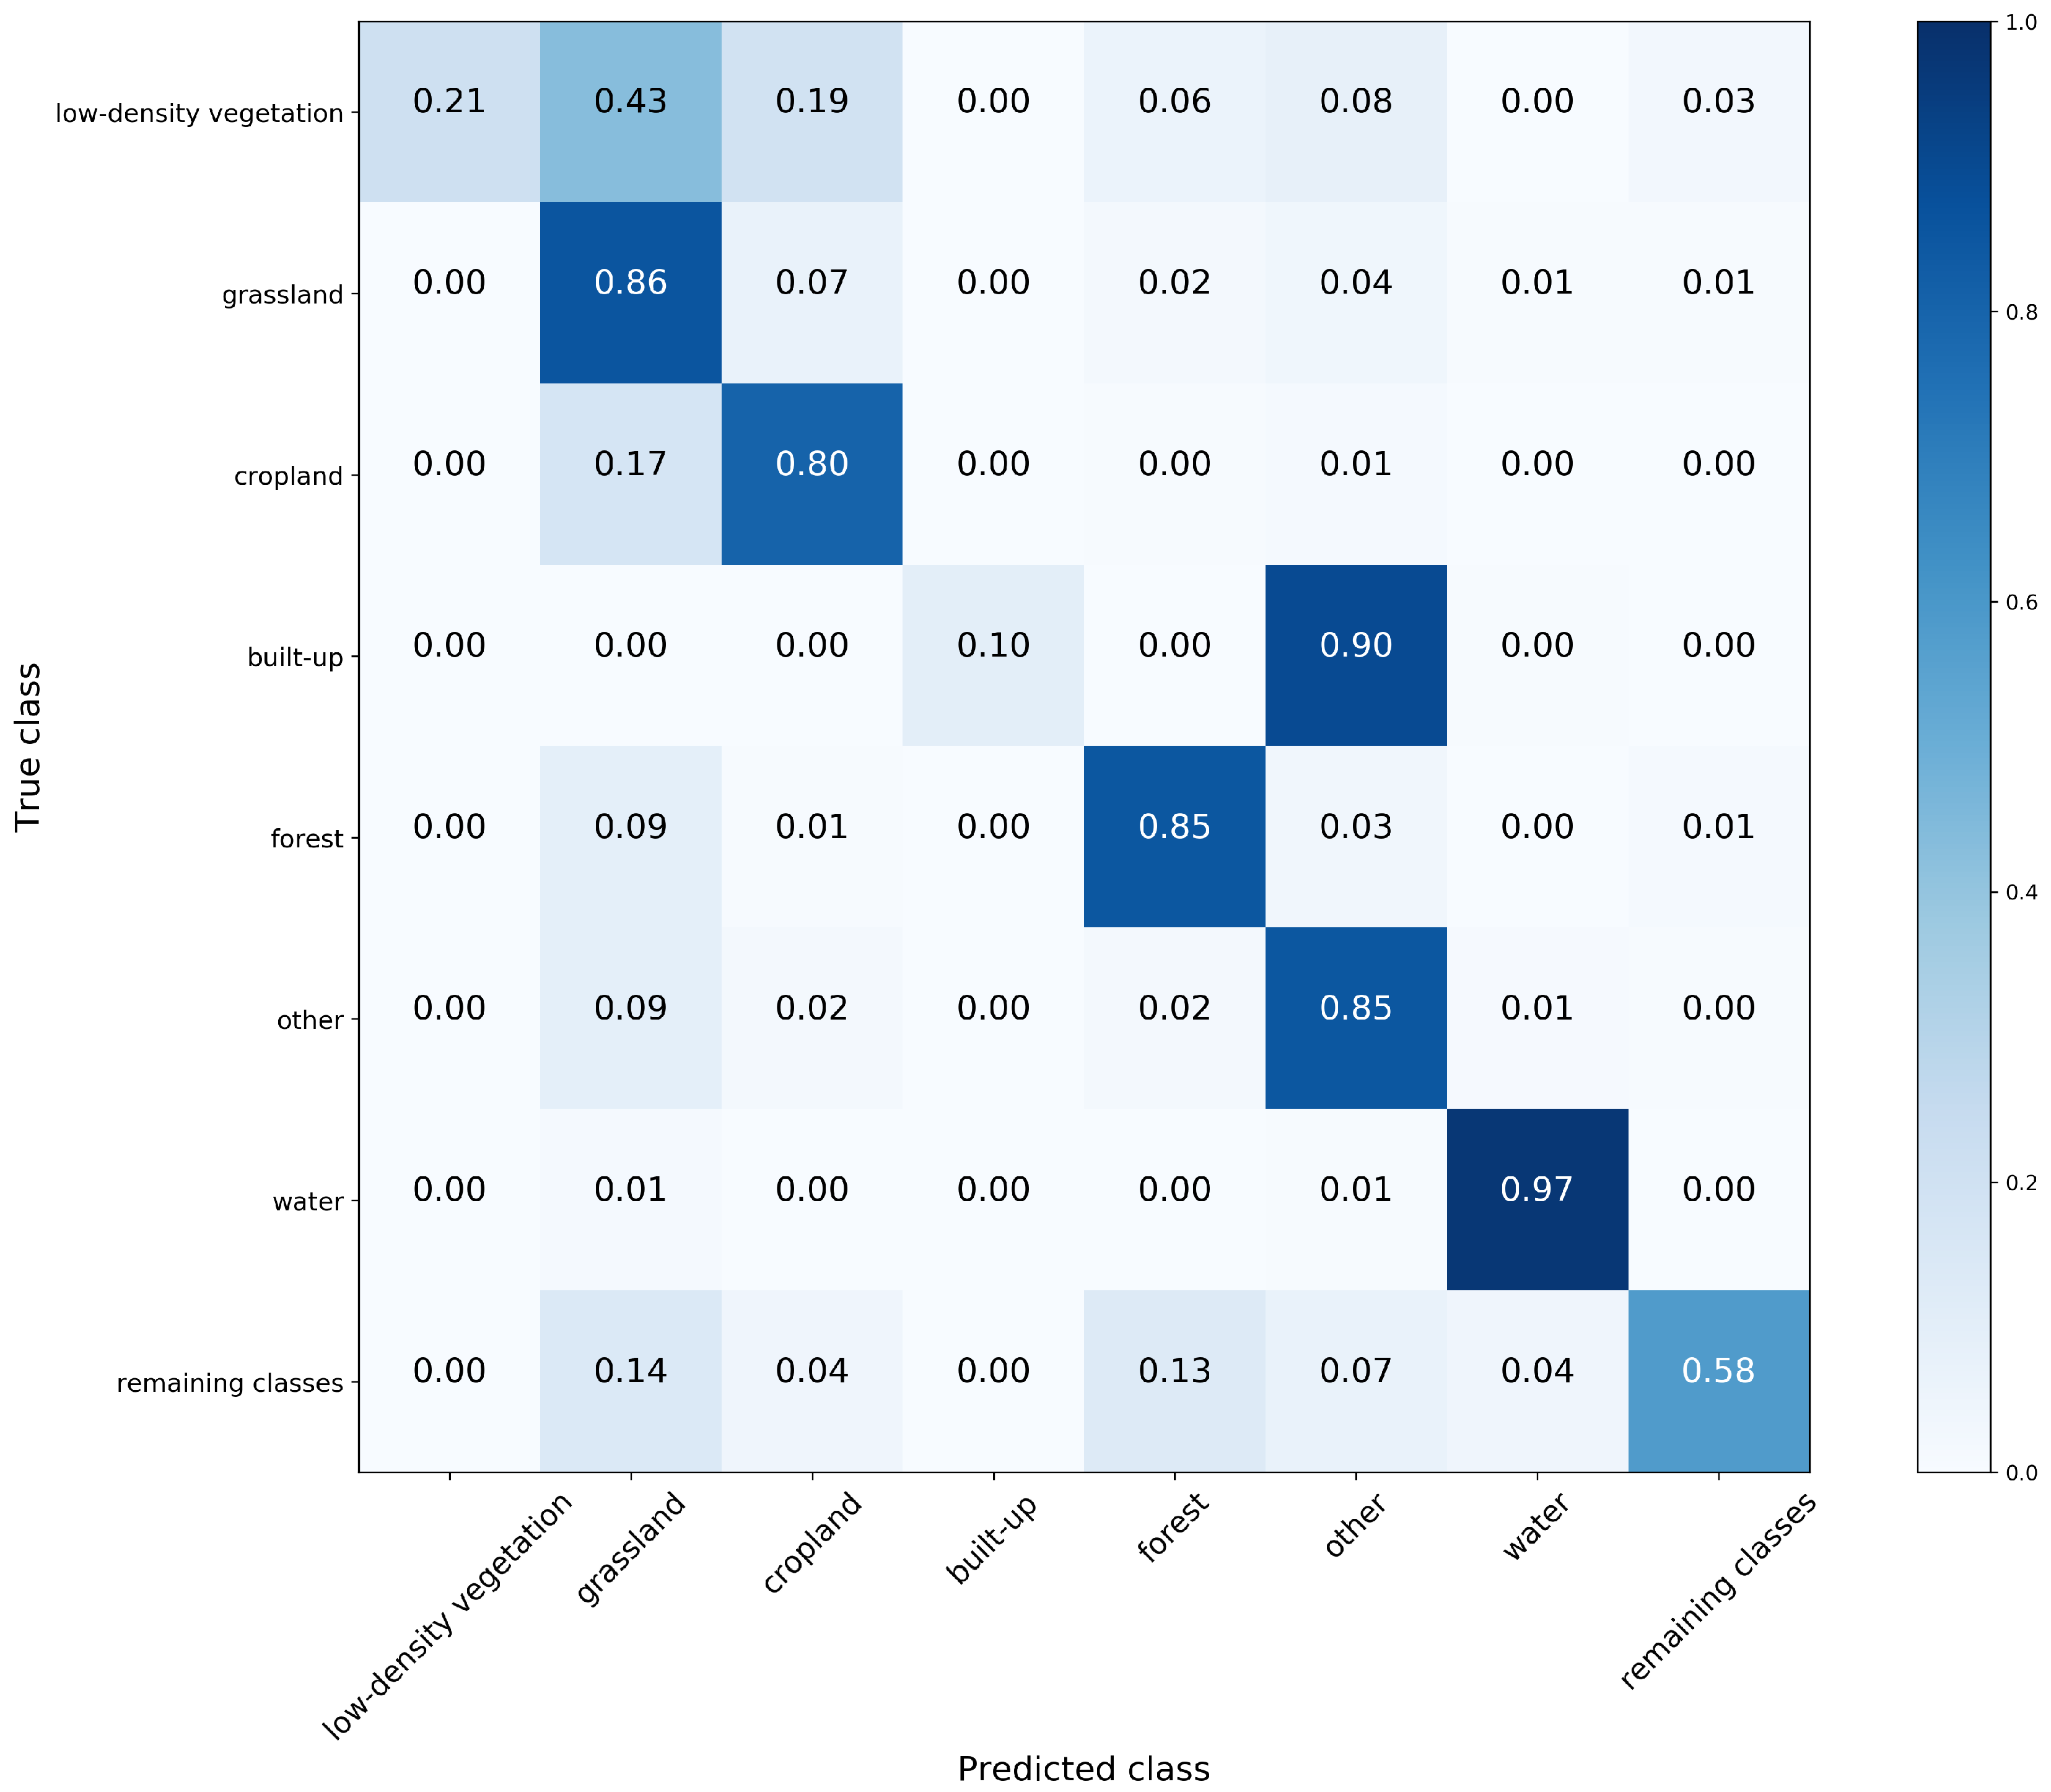 low-density vegetation 0.21 0.43 0.19 0.00 0.06 0.08 0.00 0.03
grassland 0.00 0.86 0.07 0.00 0.02 0.04 0.01 0.01
cropland 0.00 0.17 0.80 0.00 0.00 0.01 0.00 0.00
built-up 0.00 0.00 0.00 0.10 0.00 0.90 0.00 0.00
forest 0.00 0.09 0.01 0.00 0.85 0.03 0.00 0.01
other 0.00 0.09 0.02 0.00 0.02 0.85 0.01 0.00
water 0.00 0.01 0.00 0.00 0.00 0.01 0.97 0.00
remaining classes 0.00 0.14 0.04 0.00 0.13 0.07 0.04 0.58
True class
low-density vegetation
grassland
cropland
built-up
forest
other
water
remaining classes
Predicted class
1.0
0.8
0.6
0.4
0.2
0.0